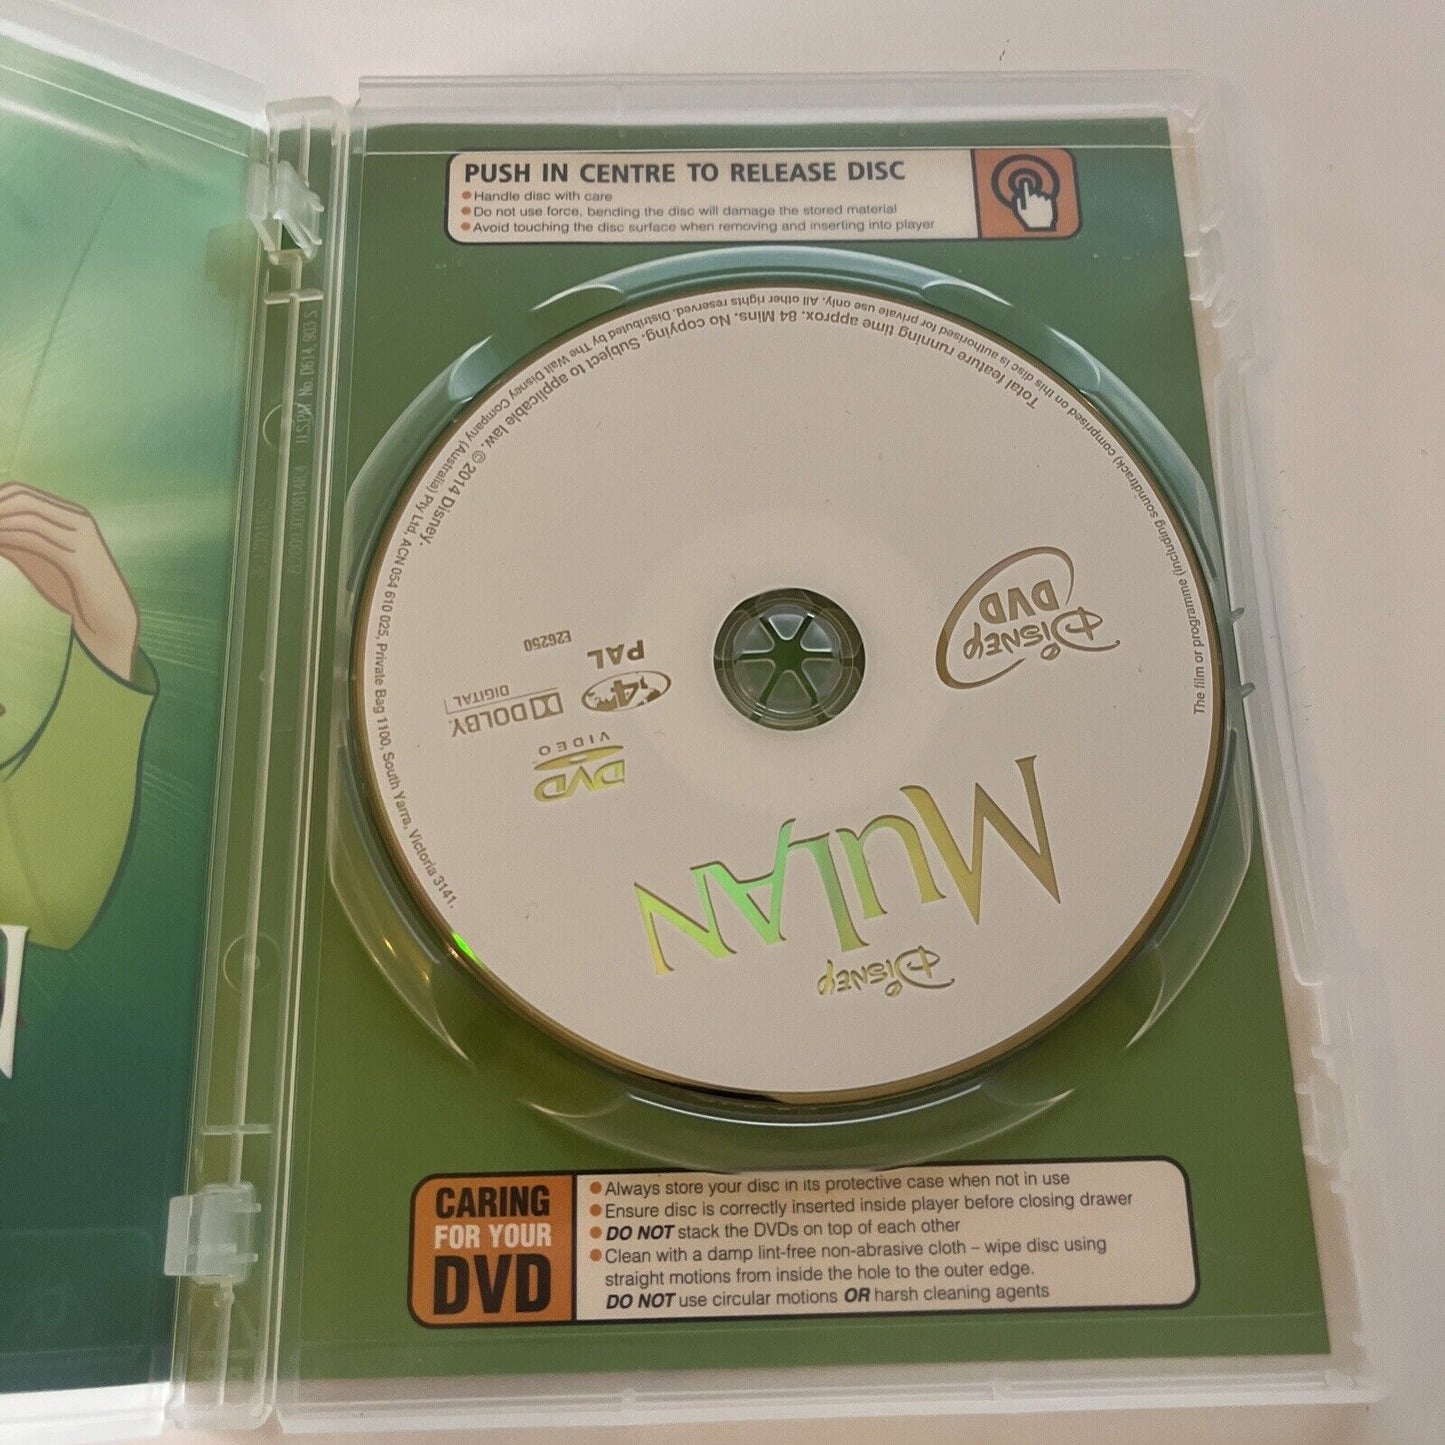 PUSH IN CENTRE TO RELEASE DISC
Handle disc with care
Do not use force, bending the disc will damage the stored material
Avoid touching the disc surface when removing and inserting into player
Disney
MULAN
DVD
VIDEO
DOLBY
DIGITAL
4
PAL
E26250
Disney
DVD
Total feature running time approx. 84 Mins. No copying. Subject to applicable law. © 2014 Disney.
The film or programme (including soundtrack) comprised on this disc is authorised for private use only. All other rights reserved. Distributed by The Walt Disney Company (Australia) Pty Ltd, ACN 054 610 025, Private Bag 1100, South Yarra, Victoria 3141.
CARING
FOR YOUR
DVD
Always store your disc in its protective case when not in use
Ensure disc is correctly inserted inside player before closing drawer
DO NOT stack the DVDs on top of each other
Clean with a damp lint-free non-abrasive cloth – wipe disc using
straight motions from inside the hole to the outer edge.
DO NOT use circular motions OR harsh cleaning agents
U.S.PAT No. D614,903 S